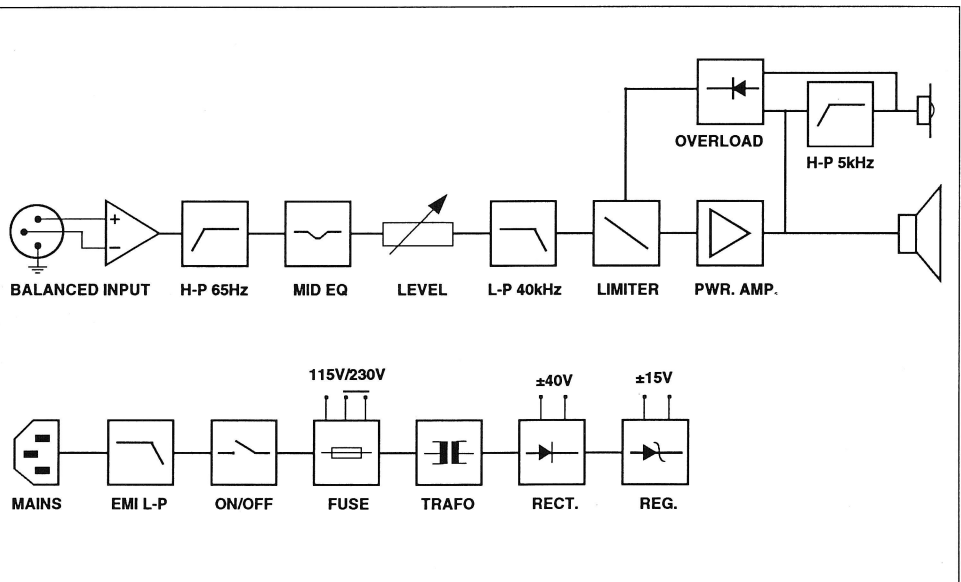 OVERLOAD
H-P 5kHz
+
−
BALANCED INPUT
H-P 65Hz
MID EQ
LEVEL
L-P 40kHz
LIMITER
PWR. AMP.
115V/230V
±40V
±15V
MAINS
EMI L-P
ON/OFF
FUSE
TRAFO
RECT.
REG.